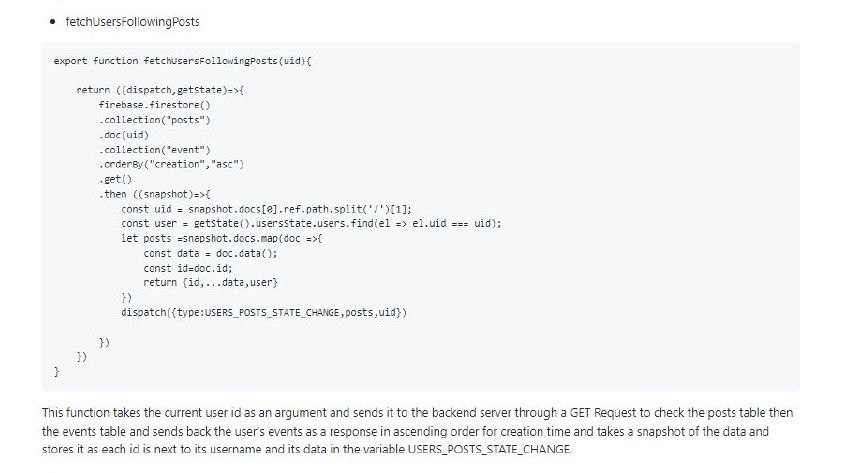 fetchUsersFollowingPosts
export function fetchUsersFollowingPosts(uid){
return ((dispatch,getState)=>{
firebase.firestore()
.collection("posts")
.doc(uid)
.collection("event")
.orderBy("creation","asc")
.get()
.then ((snapshot)=>{
const uid = snapshot.docs[0].ref.path.split('/')[1];
const user = getState().usersState.users.find(el => el.uid === uid);
let posts =snapshot.docs.map(doc =>{
const data = doc.data();
const id=doc.id;
return {id,...data,user}
})
dispatch({type:USERS_POSTS_STATE_CHANGE,posts,uid})
})
})
}
This function takes the current user id as an argument and sends it to the backend server through a GET Request to check the posts table then
the events table and sends back the user's events as a response in ascending order for creation time and takes a snapshot of the data and
stores it as each id is next to its username and its data in the variable USERS_POSTS_STATE_CHANGE